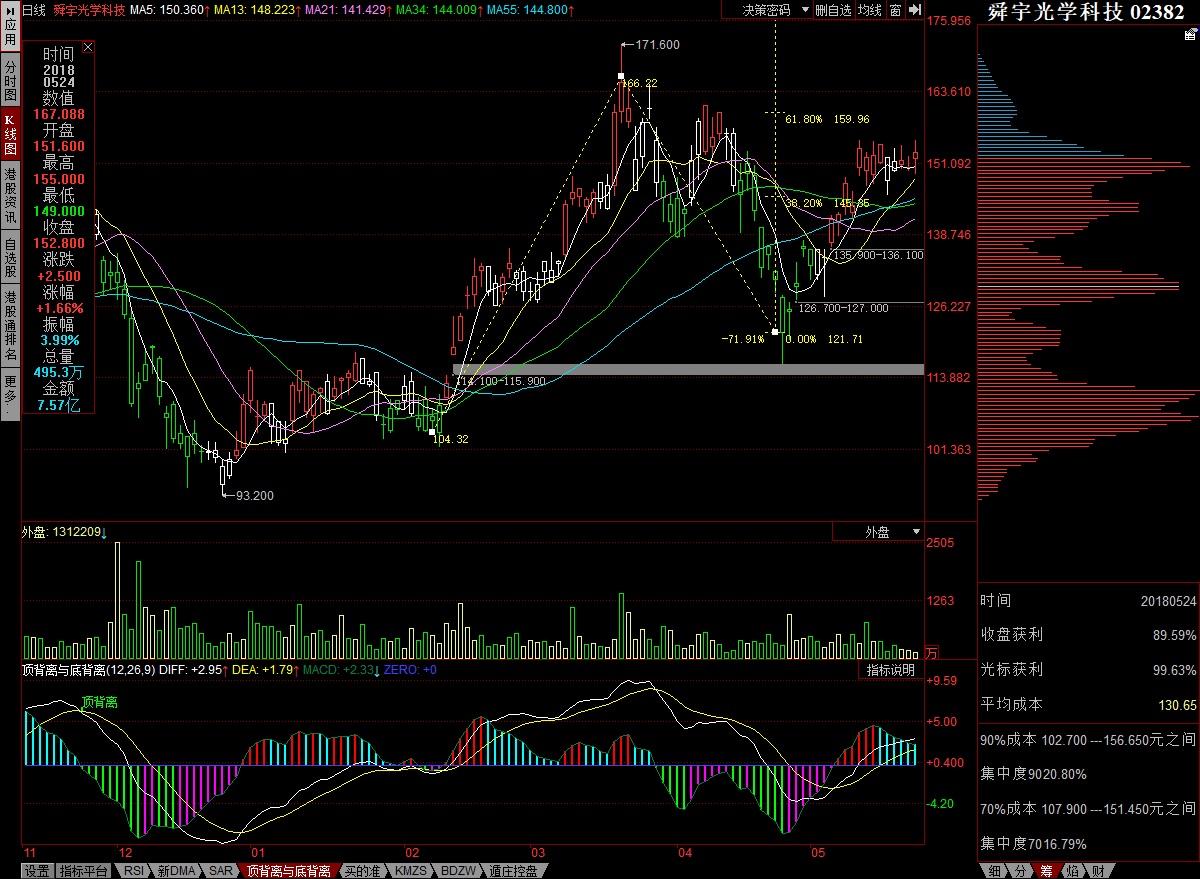 日线 舜宇光学科技 MA5: 150.360↑ MA13: 148.223↑ MA21: 141.429↑ MA34: 144.009↑ MA55: 144.800↑
决策密码 删自选 均线 窗
舜宇光学科技 02382
应用
分时图
K线图
港股资讯
自选股
港股通排名
更多
时间
2018
0524
数值
167.088
开盘
151.600
最高
155.000
最低
149.000
收盘
152.800
涨跌
+2.500
涨幅
+1.66%
振幅
3.99%
总量
495.3万
金额
7.57亿
171.600
166.22
61.80% 159.96
38.20% 145.35
135.900-136.100
126.700-127.000
-71.91% 0.00% 121.71
114.100-115.900
104.32
93.200
175.956
163.610
151.092
138.746
126.227
113.882
101.363
外盘: 1312209↓
外盘
2505
1263
万
顶背离与底背离(12,26,9) DIFF: +2.95↑ DEA: +1.79↑ MACD: +2.33↓ ZERO: +0
指标说明
顶背离
+9.59
+5.00
+0.400
-4.20
11 12 01 02 03 04 05
设置 指标平台 RSI 新DMA SAR 顶背离与底背离 买的准 KMZS BDZW 通庄控盘
时间 20180524
收盘获利 89.59%
光标获利 99.63%
平均成本 130.65
90%成本 102.700---156.650元之间
集中度9020.80%
70%成本 107.900---151.450元之间
集中度7016.79%
细 分 筹 焰 财